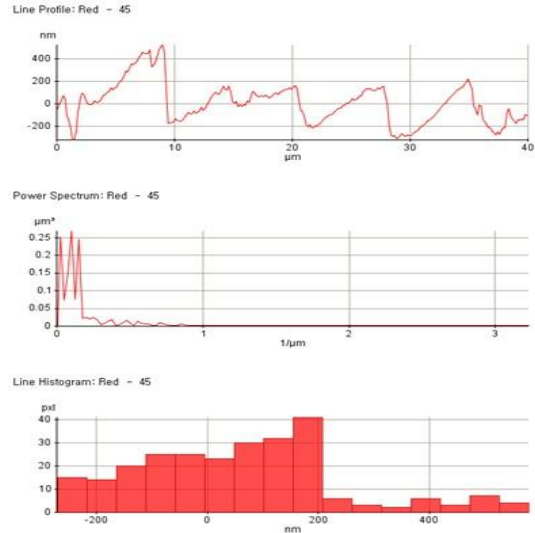 Line Profile: Red - 45
nm
400
200
0
-200
0 10 20 30 40
µm
Power Spectrum: Red - 45
µm³
0.25
0.2
0.15
0.1
0.05
0
0 1 2 3
1/µm
Line Histogram: Red - 45
pxl
40
30
20
10
0
-200 0 200 400
nm